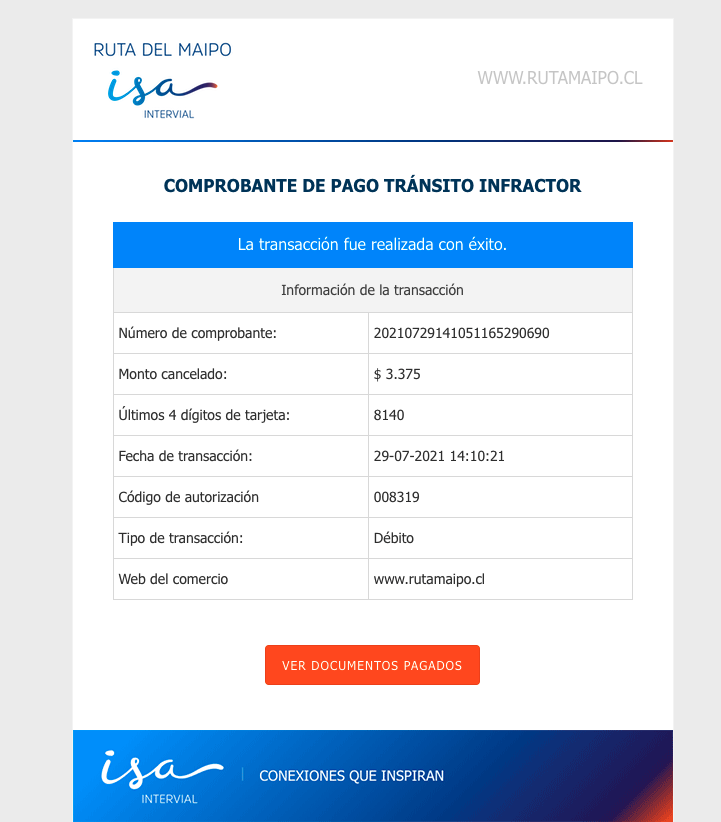 RUTA DEL MAIPO
isa
INTERVIAL
WWW.RUTAMAIPO.CL
COMPROBANTE DE PAGO TRÁNSITO INFRACTOR
La transacción fue realizada con éxito.
Información de la transacción
Número de comprobante: 20210729141051165290690
Monto cancelado: $ 3.375
Últimos 4 dígitos de tarjeta: 8140
Fecha de transacción: 29-07-2021 14:10:21
Código de autorización 008319
Tipo de transacción: Débito
Web del comercio www.rutamaipo.cl
VER DOCUMENTOS PAGADOS
isa
INTERVIAL
CONEXIONES QUE INSPIRAN